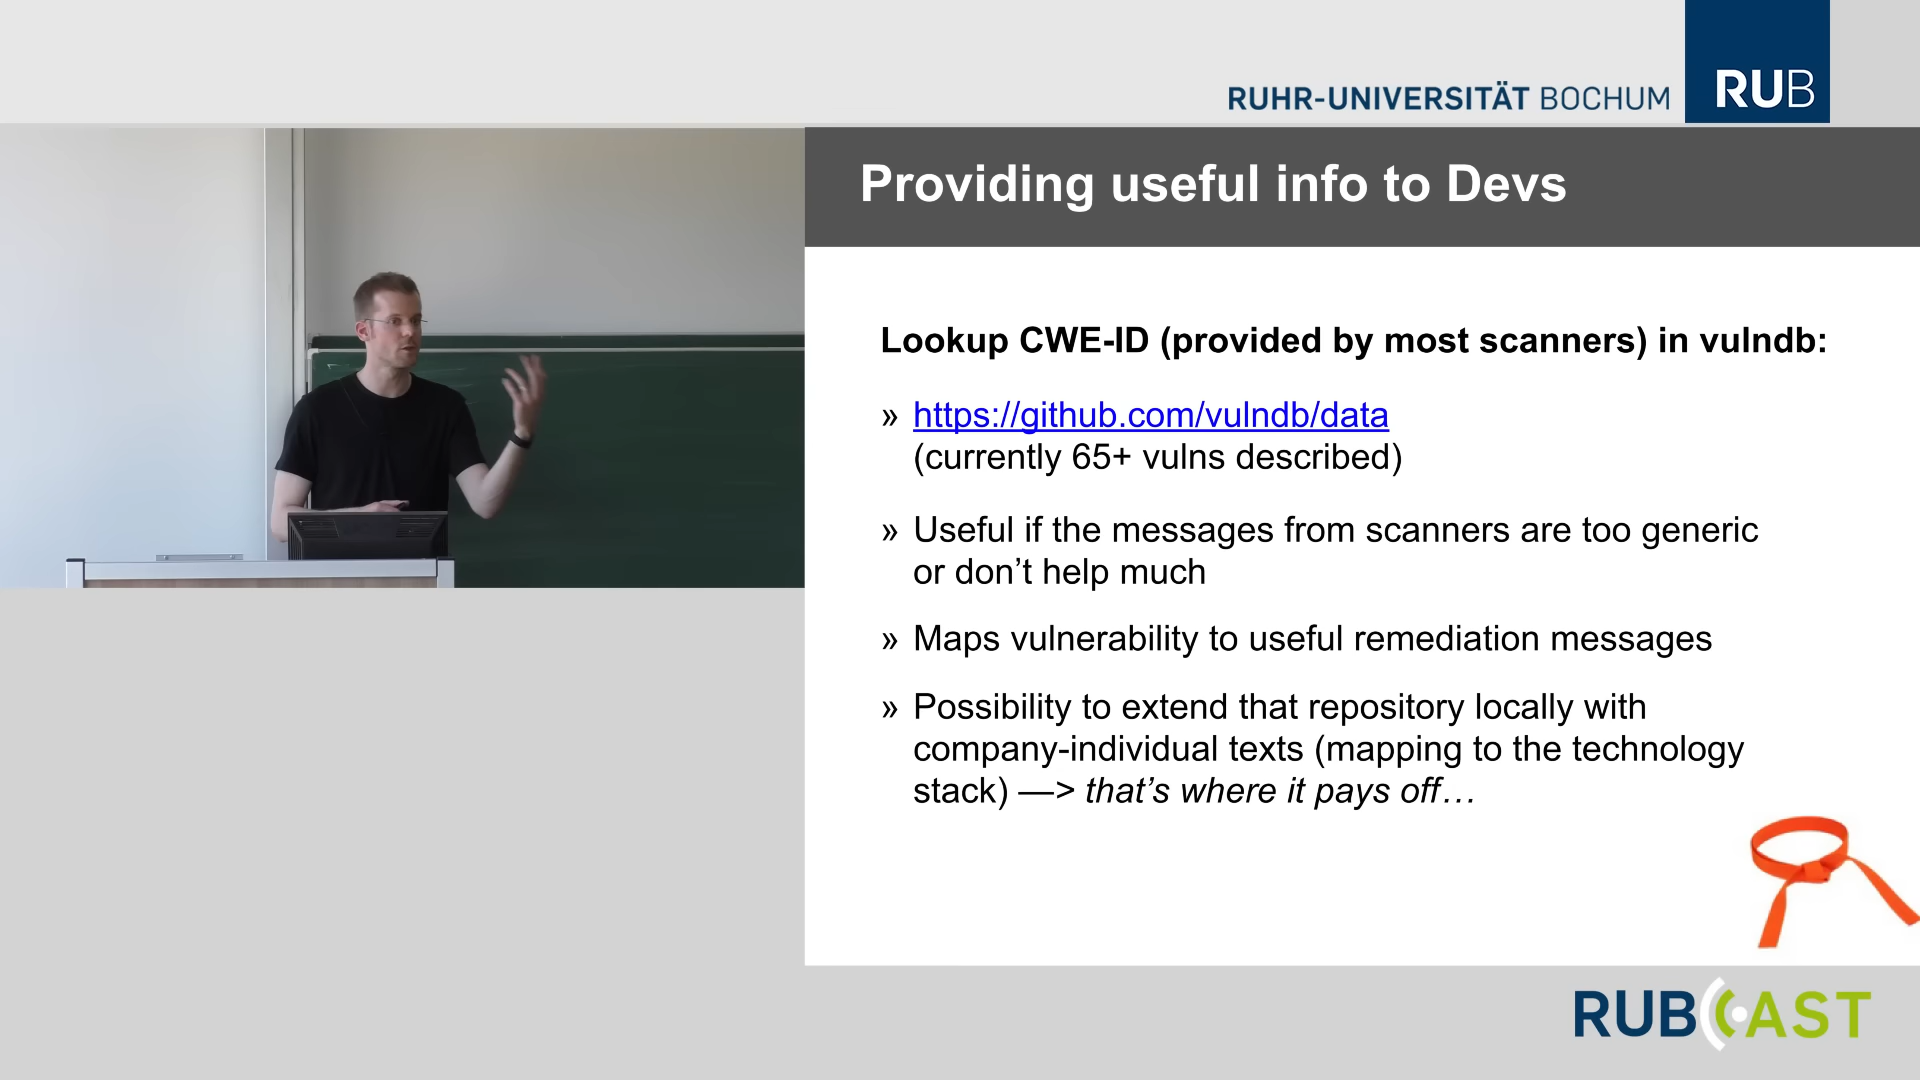 RUHR-UNIVERSITÄT BOCHUM
RUB
Providing useful info to Devs
Lookup CWE-ID (provided by most scanners) in vulndb:
» https://github.com/vulndb/data
(currently 65+ vulns described)
» Useful if the messages from scanners are too generic
or don’t help much
» Maps vulnerability to useful remediation messages
» Possibility to extend that repository locally with
company-individual texts (mapping to the technology
stack) —> that’s where it pays off…
RUBCAST